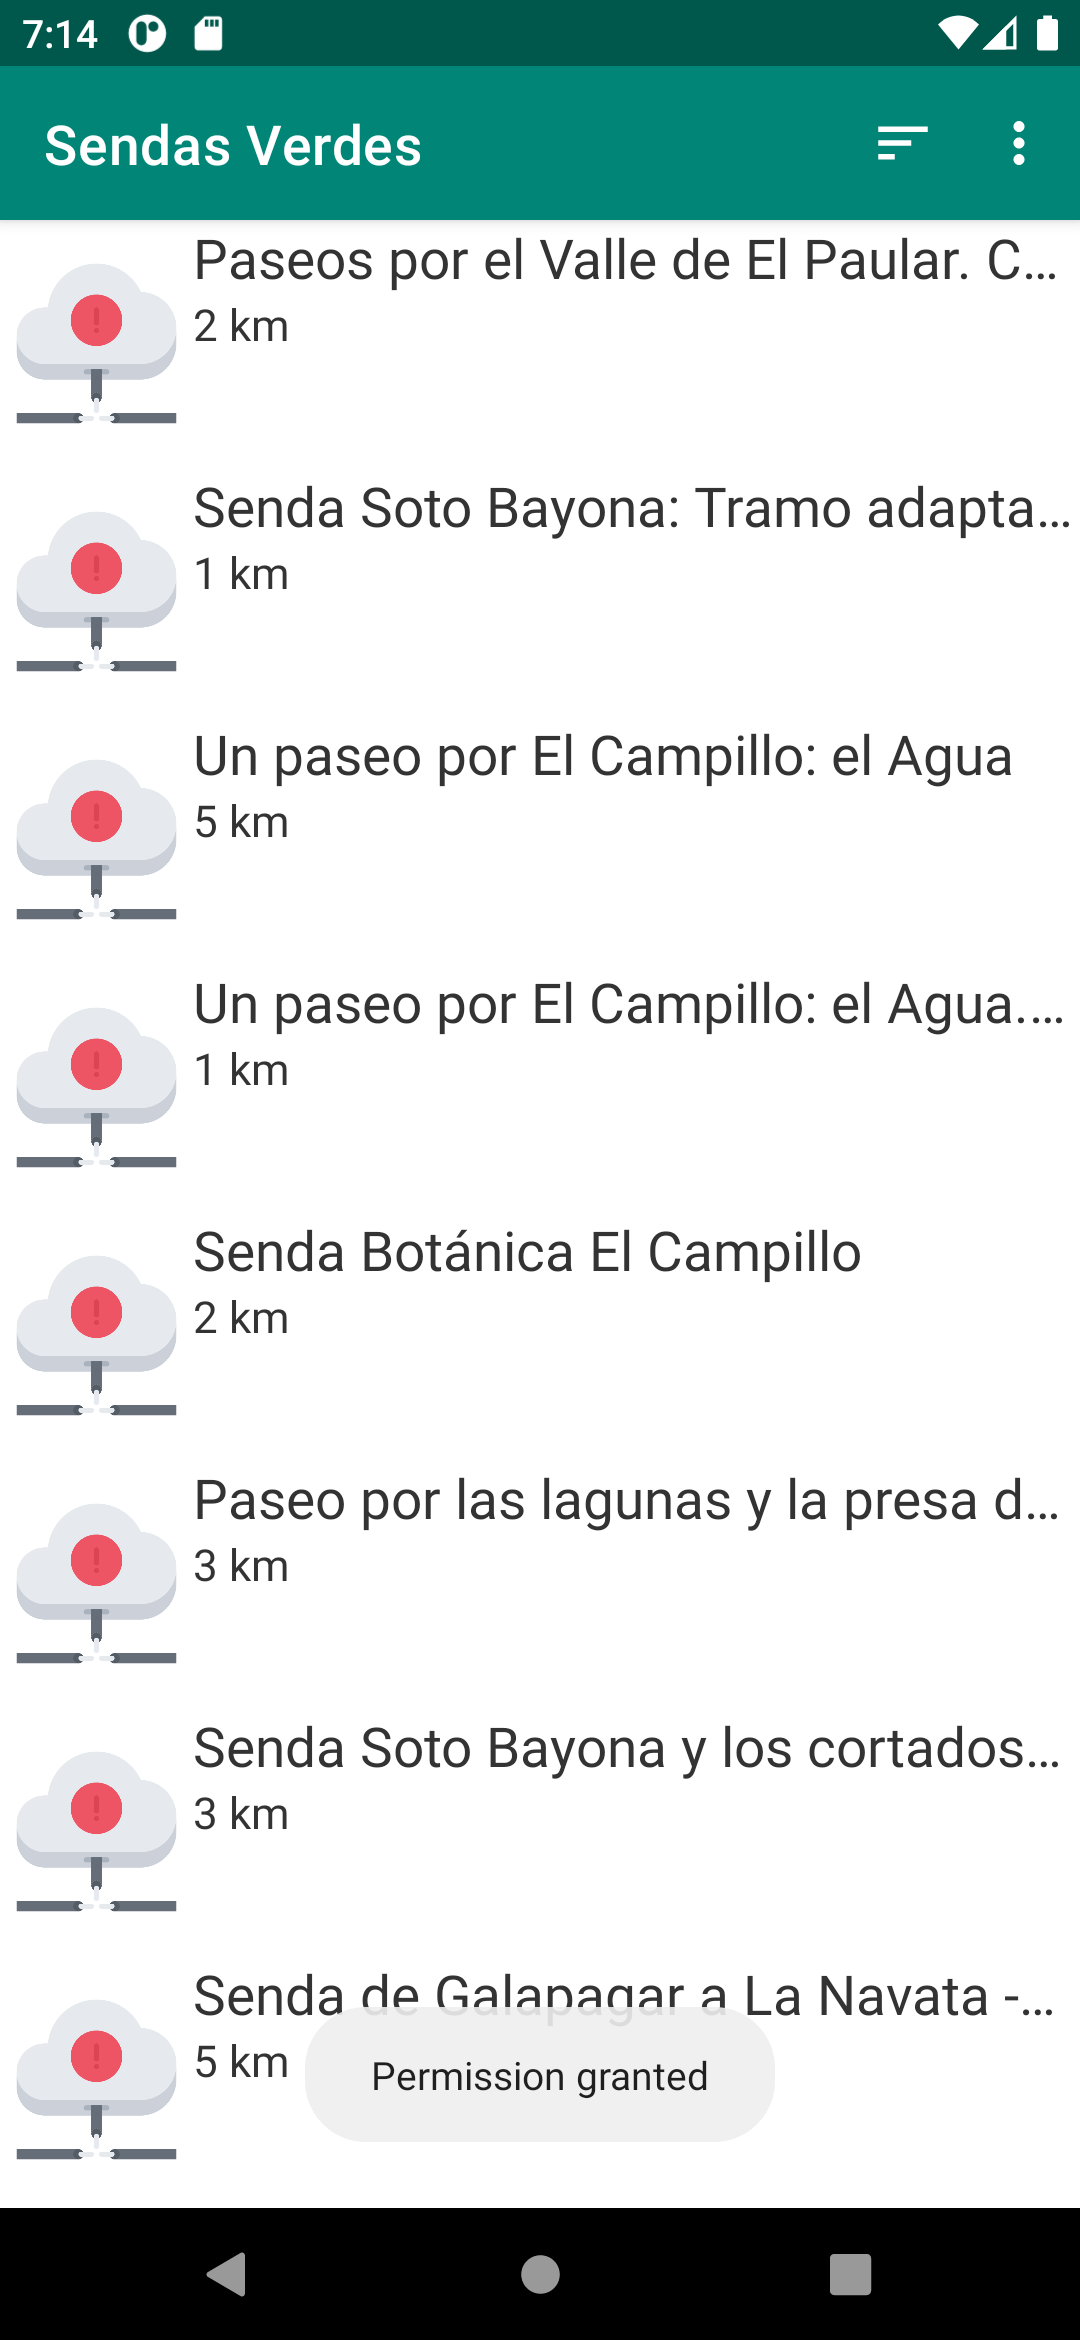 7:14
Sendas Verdes
Paseos por el Valle de El Paular. C...
2 km
Senda Soto Bayona: Tramo adapta...
1 km
Un paseo por El Campillo: el Agua
5 km
Un paseo por El Campillo: el Agua....
1 km
Senda Botánica El Campillo
2 km
Paseo por las lagunas y la presa d...
3 km
Senda Soto Bayona y los cortados...
3 km
Senda de Galapagar a La Navata -...
5 km
Permission granted